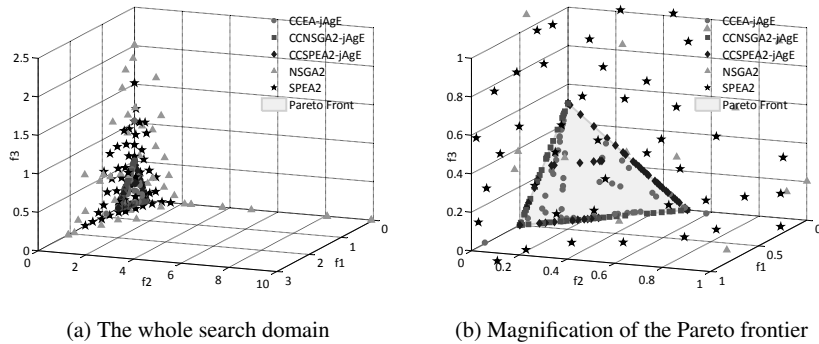 CCEA-jAgE
CCNSGA2-jAgE
CCSPEA2-jAgE
NSGA2
SPEA2
Pareto Front
2.5
2
1.5
1
0.5
0
f3
0
2
4
6
8
10
f2
3
2
1
0
f1
(a) The whole search domain
CCEA-jAgE
CCNSGA2-jAgE
CCSPEA2-jAgE
NSGA2
SPEA2
Pareto Front
1
0.8
0.6
0.4
0.2
0
f3
0
0.2
0.4
0.6
0.8
1
f2
1
0.5
0
f1
(b) Magnification of the Pareto frontier